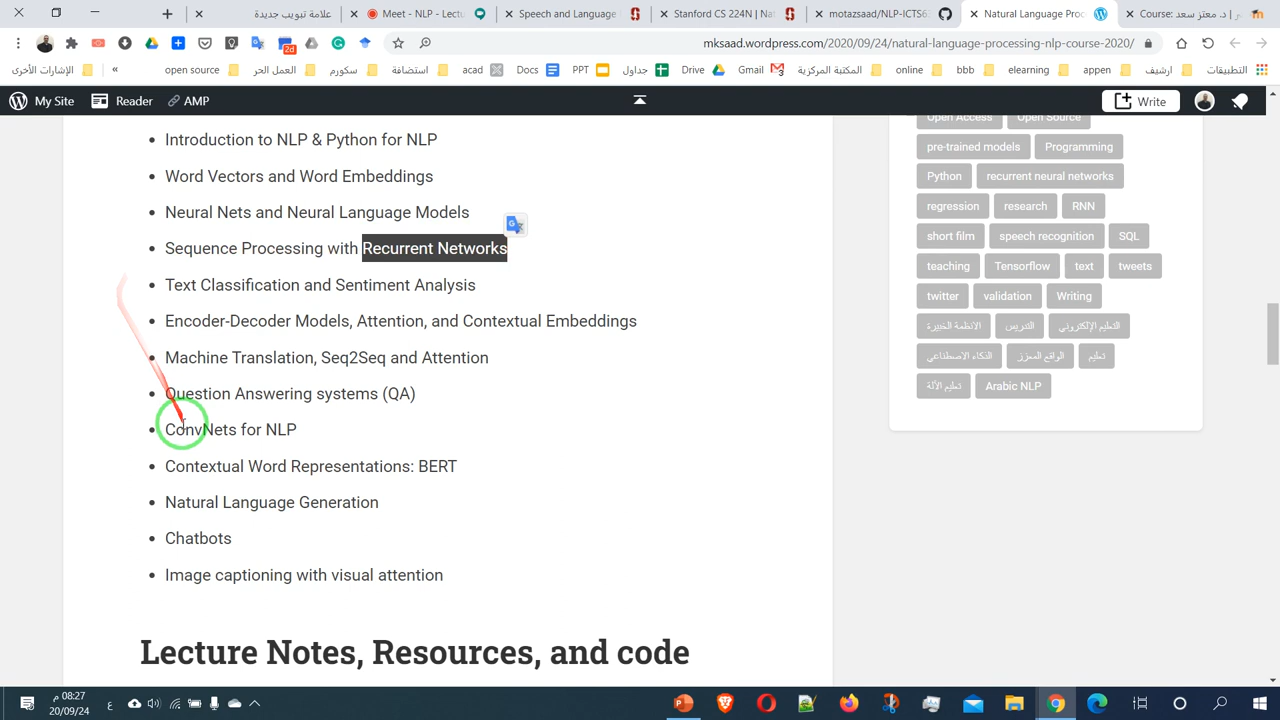 علامة تبويب جديدة
Meet - NLP - Lectu
Speech and Language
Stanford CS 224N | Nat
motazsaad/NLP-ICTS63
Natural Language Proc
Course: د. معتز سعد | ر
mksaad.wordpress.com/2020/09/24/natural-language-processing-nlp-course-2020/
2d
الإشارات الأخرى
open source
العمل الحر
سكورم
استضافة
acad
Docs
PPT
جداول
Drive
Gmail
المكتبة المركزية
online
bbb
elearning
appen
ارشيف
التطبيقات
My Site
Reader
AMP
Write
Introduction to NLP & Python for NLP
Word Vectors and Word Embeddings
Neural Nets and Neural Language Models
Sequence Processing with Recurrent Networks
Text Classification and Sentiment Analysis
Encoder-Decoder Models, Attention, and Contextual Embeddings
Machine Translation, Seq2Seq and Attention
Question Answering systems (QA)
ConvNets for NLP
Contextual Word Representations: BERT
Natural Language Generation
Chatbots
Image captioning with visual attention
Lecture Notes, Resources, and code
Open Access
Open Source
pre-trained models
Programming
Python
recurrent neural networks
regression
research
RNN
short film
speech recognition
SQL
teaching
Tensorflow
text
tweets
twitter
validation
Writing
الانظمة الخبيرة
التدريس
التعليم الإلكتروني
الذكاء الاصطناعي
الواقع المعزز
تعليم
تعليم الآلة
Arabic NLP
08:27 م
20/09/24
ع